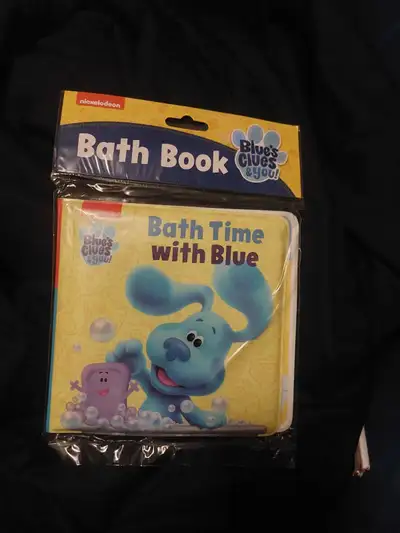 nickelodeon
Bath Book
Blue's
Clues
& YOU!
Blue's
Clues
& YOU!
Bath Time
with Blue